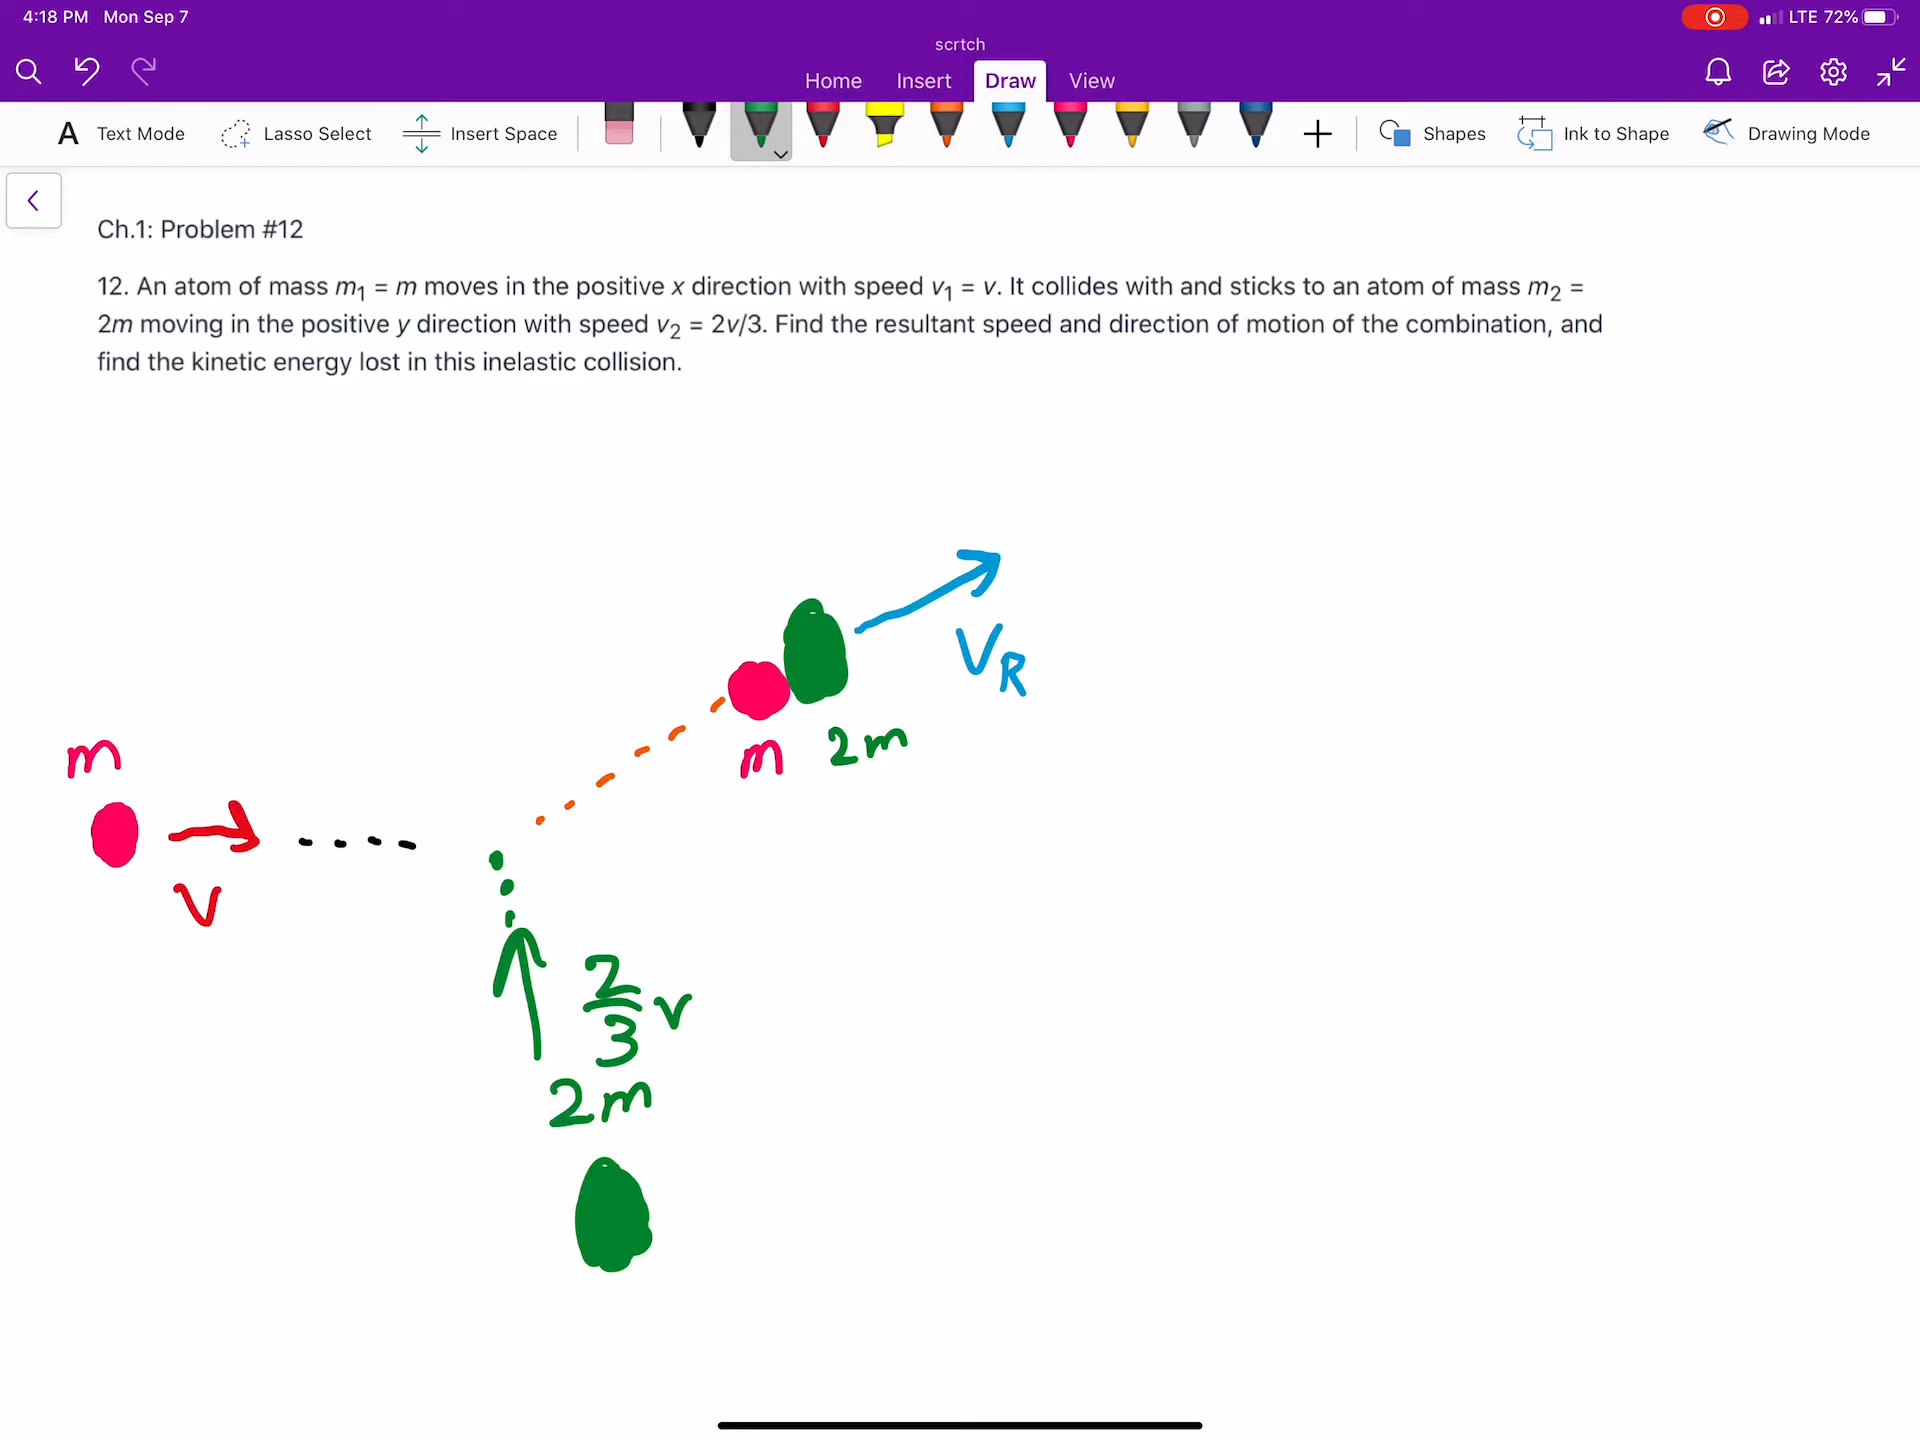 4:18 PM Mon Sep 7
LTE 72%
scrtch
Home Insert Draw View
A Text Mode Lasso Select Insert Space Shapes Ink to Shape Drawing Mode
Ch.1: Problem #12
12. An atom of mass m₁ = m moves in the positive x direction with speed v₁ = v. It collides with and sticks to an atom of mass m₂ =
2m moving in the positive y direction with speed v₂ = 2v/3. Find the resultant speed and direction of motion of the combination, and
find the kinetic energy lost in this inelastic collision.
V_R
m 2m
m
v
2/3 v
2m